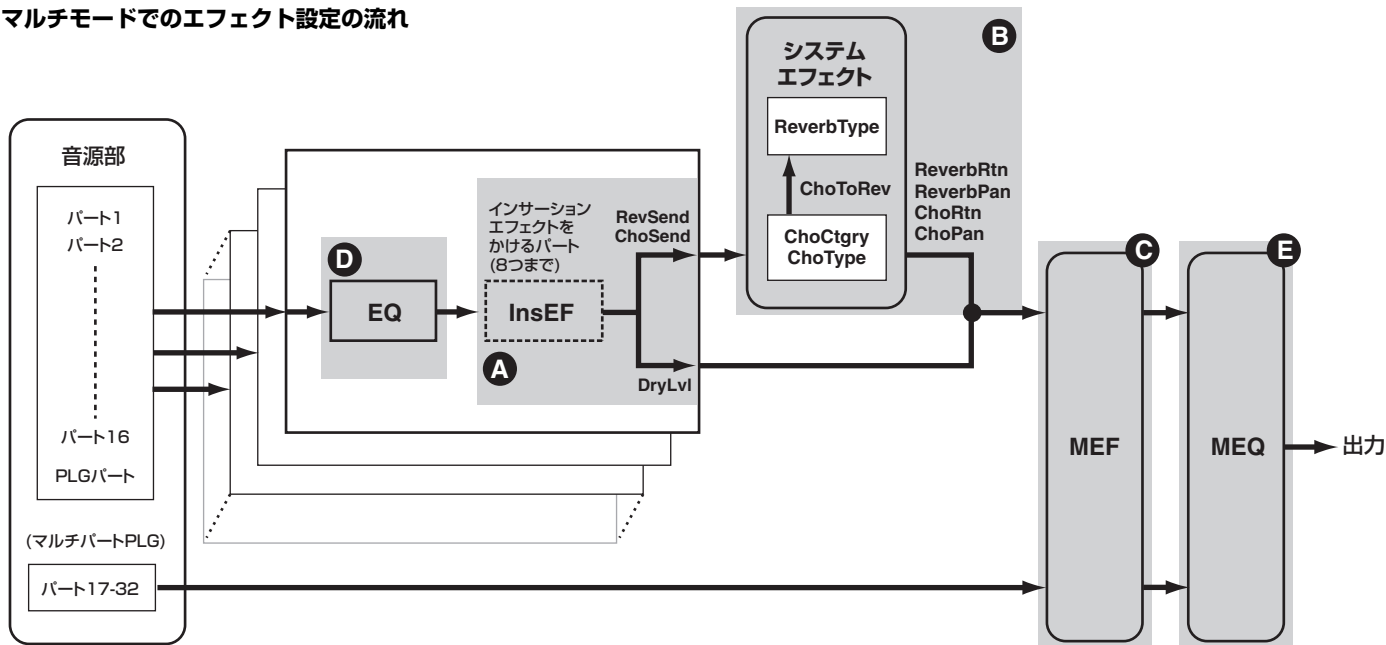 マルチモードでのエフェクト設定の流れ
音源部
パート1
パート2
パート16
PLGパート
(マルチパートPLG)
パート17-32
D
EQ
インサーション
エフェクトを
かけるパート
(8つまで)
InsEF
A
RevSend
ChoSend
DryLvl
B
システム
エフェクト
ReverbType
ChoToRev
ChoCtgry
ChoType
ReverbRtn
ReverbPan
ChoRtn
ChoPan
C
MEF
E
MEQ
出力